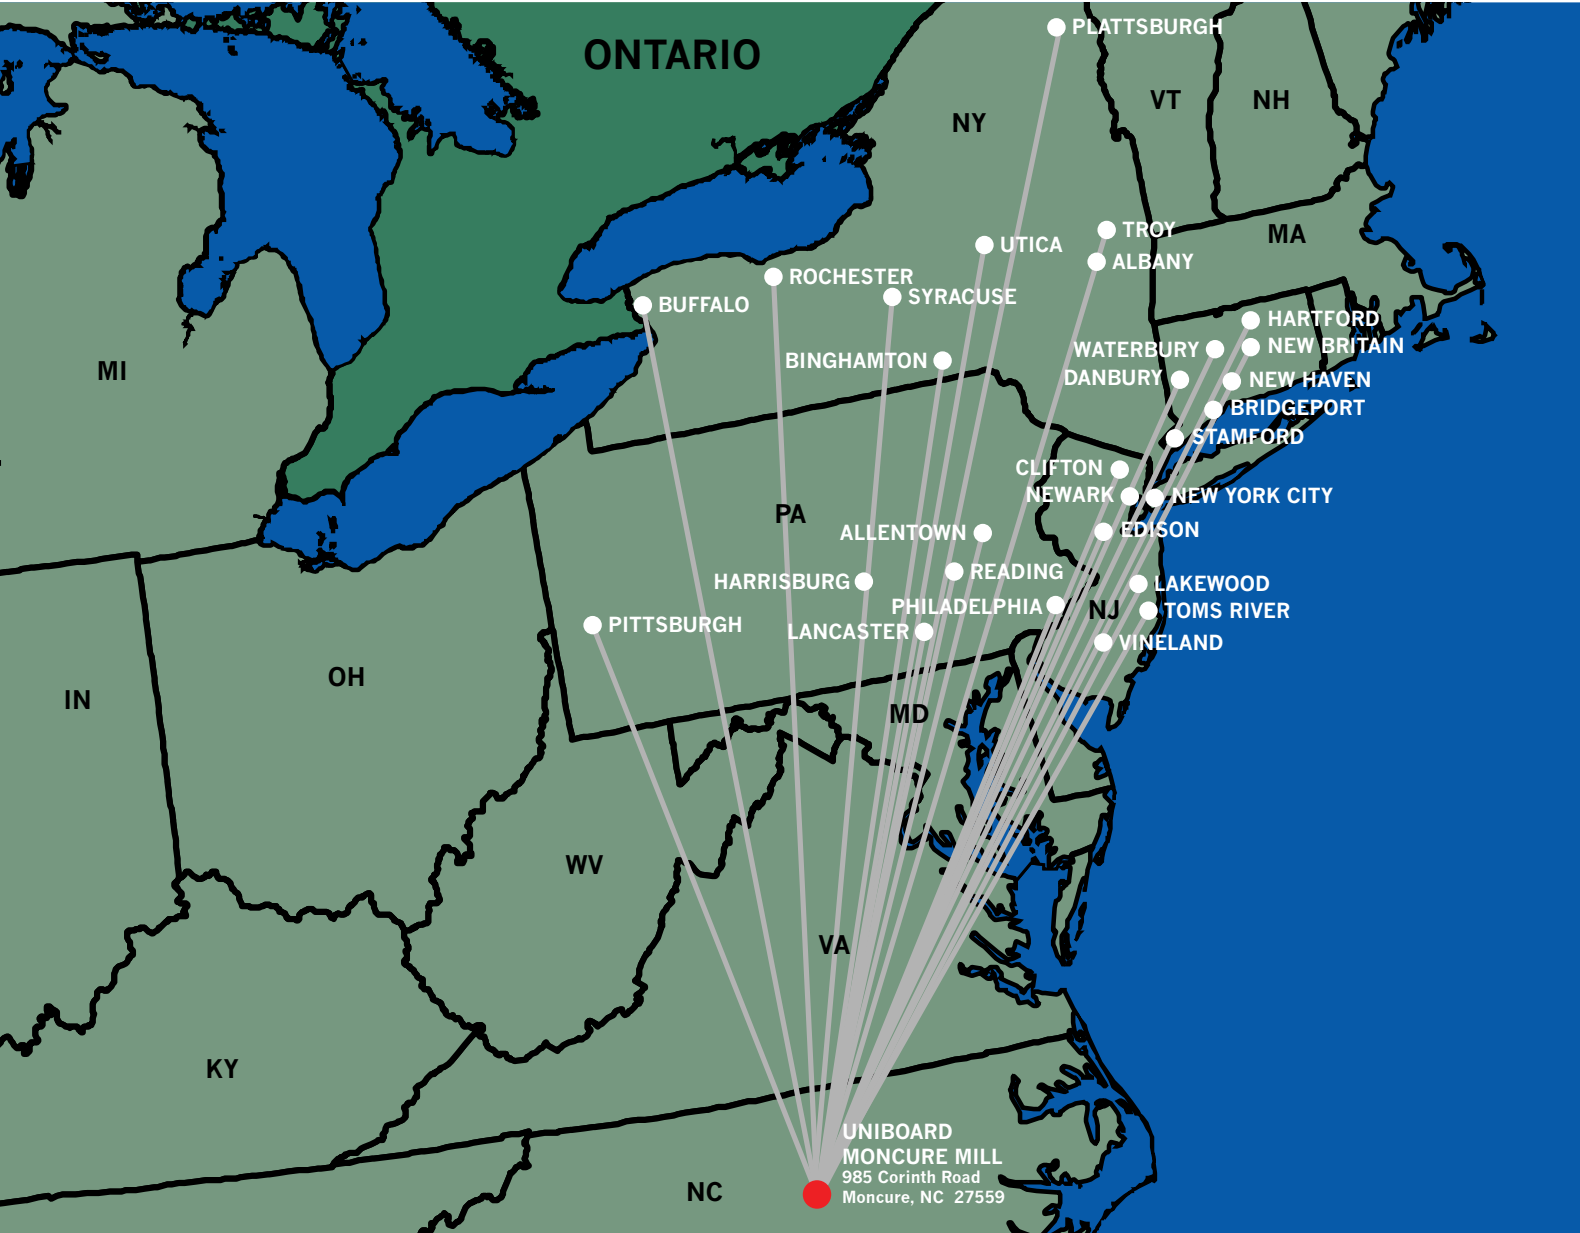 PLATTSBURGH
ONTARIO
VT
NH
NY
TROY
MA
UTICA
ALBANY
ROCHESTER
SYRACUSE
BUFFALO
HARTFORD
NEW BRITAIN
WATERBURY
BINGHAMTON
MI
DANBURY
NEW HAVEN
BRIDGEPORT
STAMFORD
CLIFTON
NEWARK
NEW YORK CITY
PA
ALLENTOWN
EDISON
READING
HARRISBURG
LAKEWOOD
PHILADELPHIA
NJ
TOMS RIVER
PITTSBURGH
LANCASTER
VINELAND
OH
IN
MD
WV
VA
KY
UNIBOARD
MONCURE MILL
985 Corinth Road
Moncure, NC 27559
NC